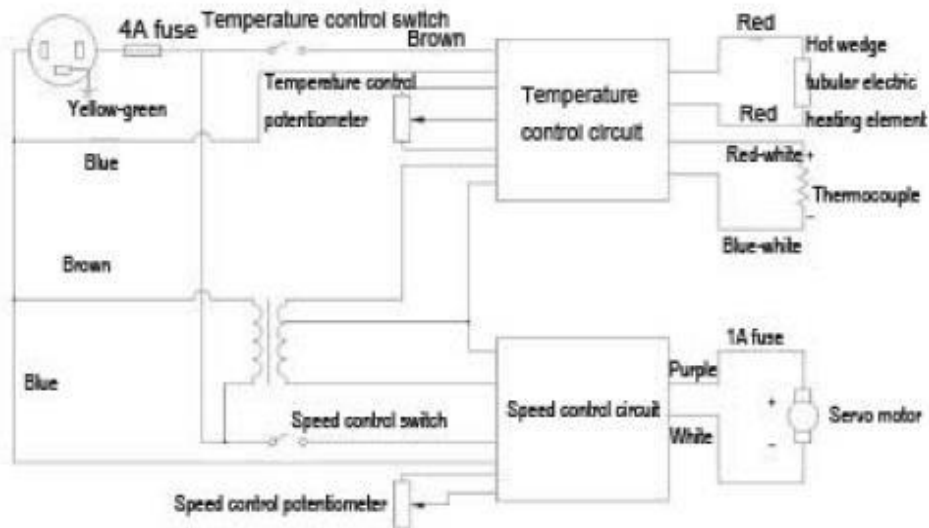 Temperature control switch
4A fuse
Brown
Red
Hot wedge
tubular electric
heating element
Yellow-green
Temperature control
potentiometer
Temperature
control circuit
Red
Blue
Red-white
+
Thermocouple
-
Blue-white
Brown
1A fuse
Purple
Blue
Speed control switch
Speed control circuit
+
Servo motor
White
-
Speed control potentiometer